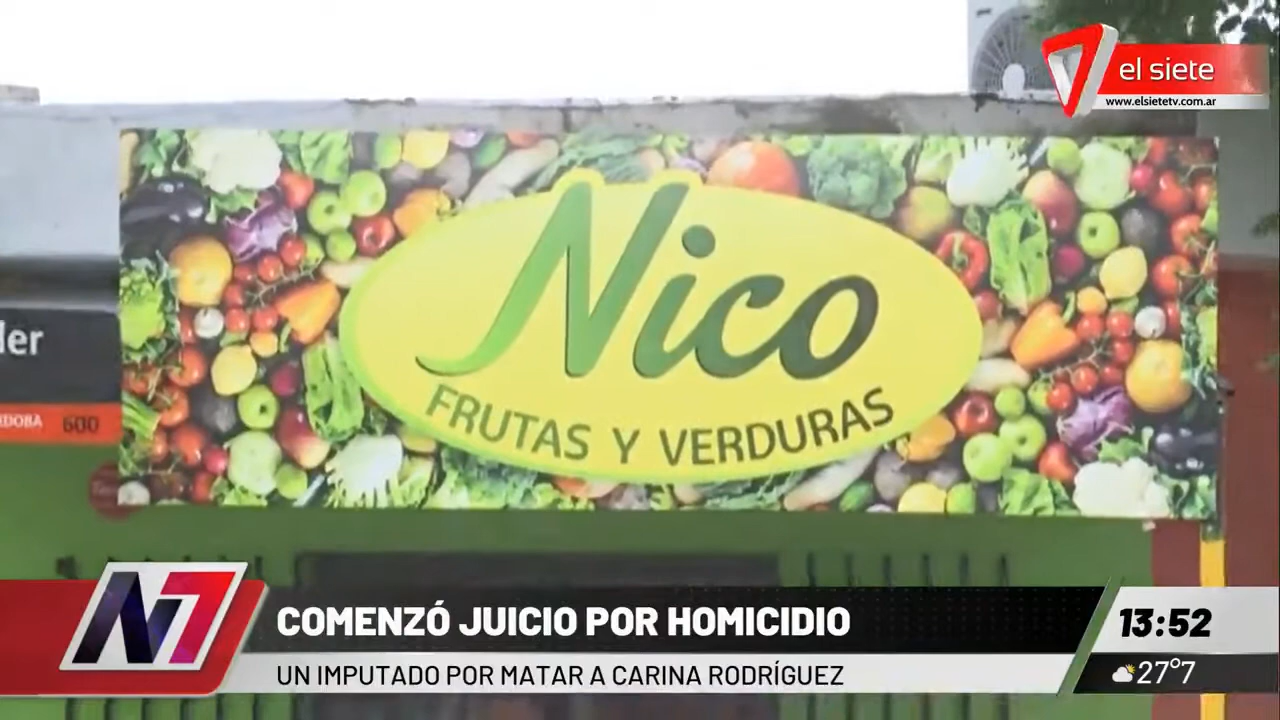 el siete
www.elsietetv.com.ar
Nico
FRUTAS Y VERDURAS
600
N7
COMENZÓ JUICIO POR HOMICIDIO
13:52
UN IMPUTADO POR MATAR A CARINA RODRÍGUEZ
27°7